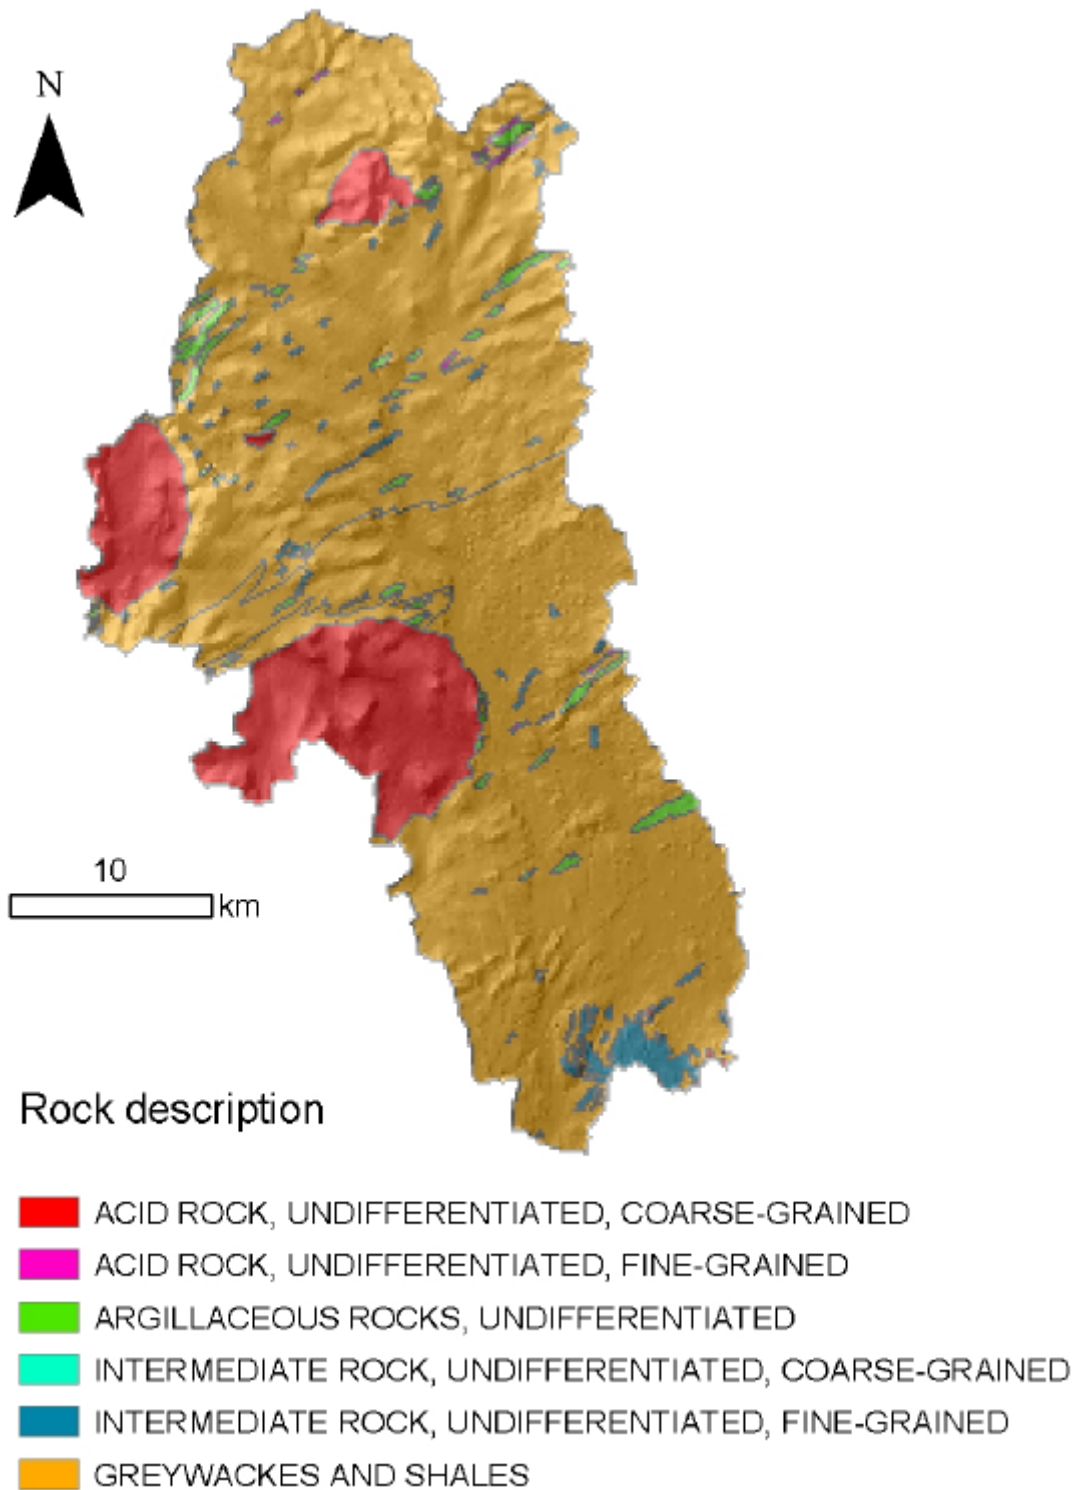 N
10
km
Rock description
ACID ROCK, UNDIFFERENTIATED, COARSE-GRAINED
ACID ROCK, UNDIFFERENTIATED, FINE-GRAINED
ARGILLACEOUS ROCKS, UNDIFFERENTIATED
INTERMEDIATE ROCK, UNDIFFERENTIATED, COARSE-GRAINED
INTERMEDIATE ROCK, UNDIFFERENTIATED, FINE-GRAINED
GREYWACKES AND SHALES